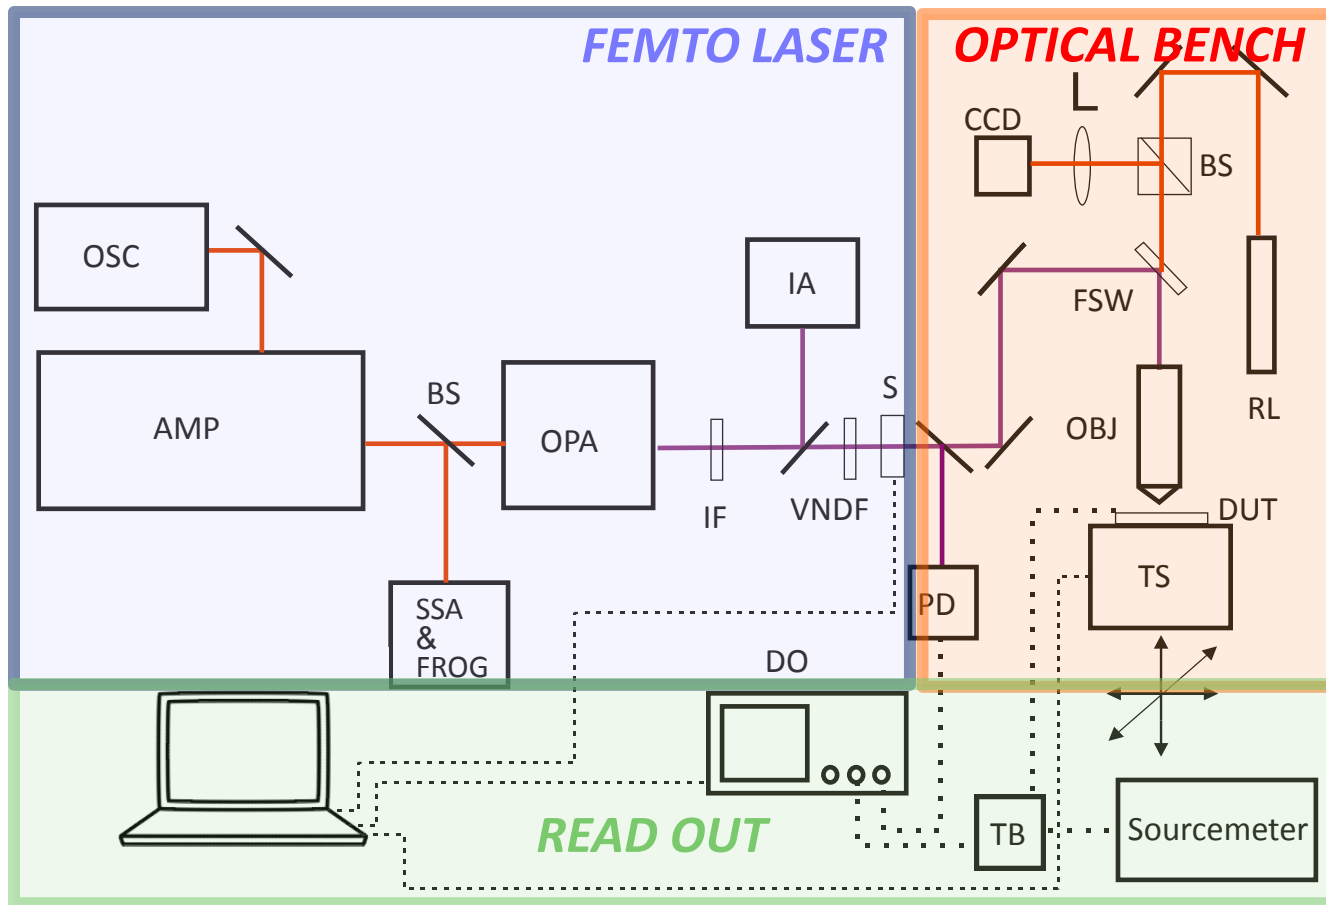 FEMTO LASER
OPTICAL BENCH
L
CCD
BS
OSC
IA
FSW
AMP
BS
OPA
S
OBJ
RL
IF
VNDF
DUT
TS
SSA
&
FROG
PD
DO
READ OUT
TB
Sourcemeter